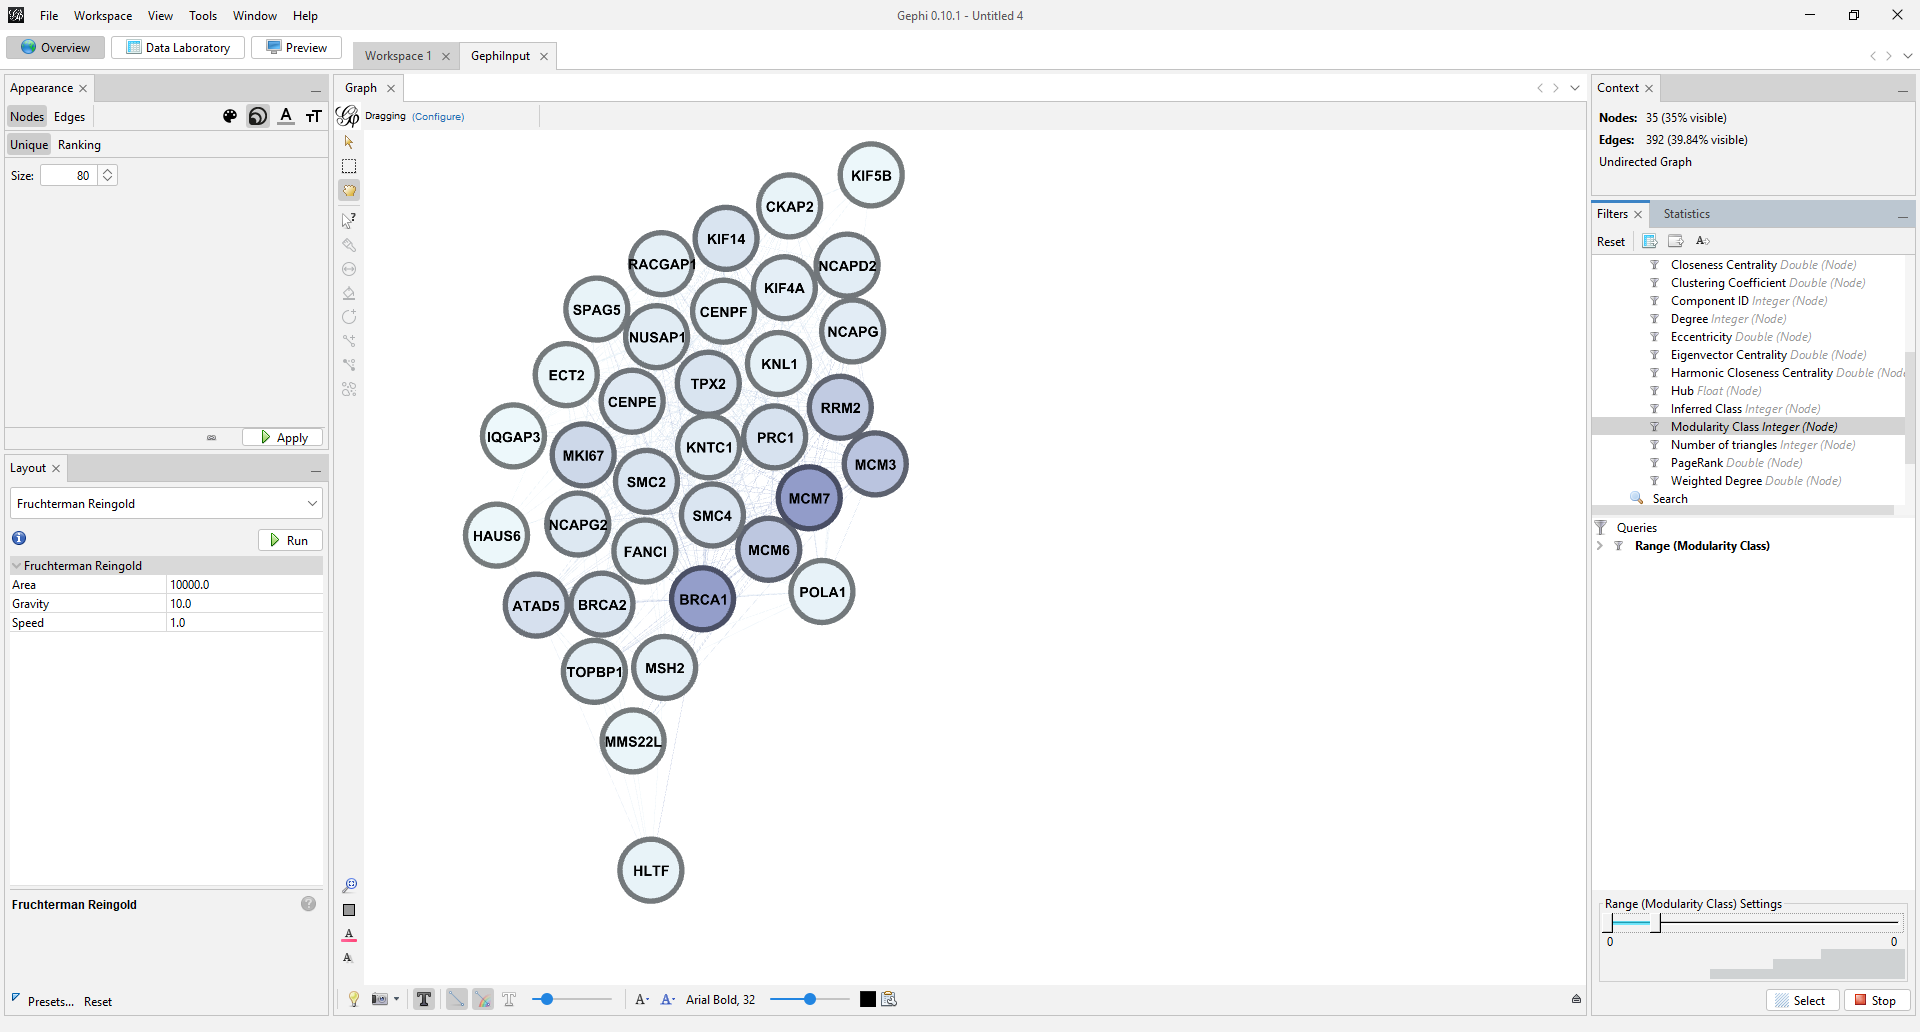 File Workspace View Tools Window Help
Gephi 0.10.1 - Untitled 4
Overview Data Laboratory Preview
Workspace 1 GephiInput
Appearance
Nodes Edges
Unique Ranking
Size: 80
Apply
Layout
Fruchterman Reingold
Run
Fruchterman Reingold
Area 10000.0
Gravity 10.0
Speed 1.0
Fruchterman Reingold
Presets... Reset
Graph
Dragging (Configure)
KIF5B
CKAP2
KIF14
RACGAP1
NCAPD2
KIF4A
SPAG5
CENPF
NUSAP1
NCAPG
KNL1
ECT2
TPX2
CENPE
RRM2
IQGAP3
PRC1
KNTC1
MKI67
MCM3
SMC2
MCM7
SMC4
NCAPG2
HAUS6
FANCI
MCM6
POLA1
BRCA1
ATAD5
BRCA2
TOPBP1
MSH2
MMS22L
HLTF
Arial Bold, 32
Context
Nodes: 35 (35% visible)
Edges: 392 (39.84% visible)
Undirected Graph
Filters Statistics
Reset
Closeness Centrality Double (Node)
Clustering Coefficient Double (Node)
Component ID Integer (Node)
Degree Integer (Node)
Eccentricity Double (Node)
Eigenvector Centrality Double (Node)
Harmonic Closeness Centrality Double (Node
Hub Float (Node)
Inferred Class Integer (Node)
Modularity Class Integer (Node)
Number of triangles Integer (Node)
PageRank Double (Node)
Weighted Degree Double (Node)
Search
Queries
Range (Modularity Class)
Range (Modularity Class) Settings
0 0
Select Stop